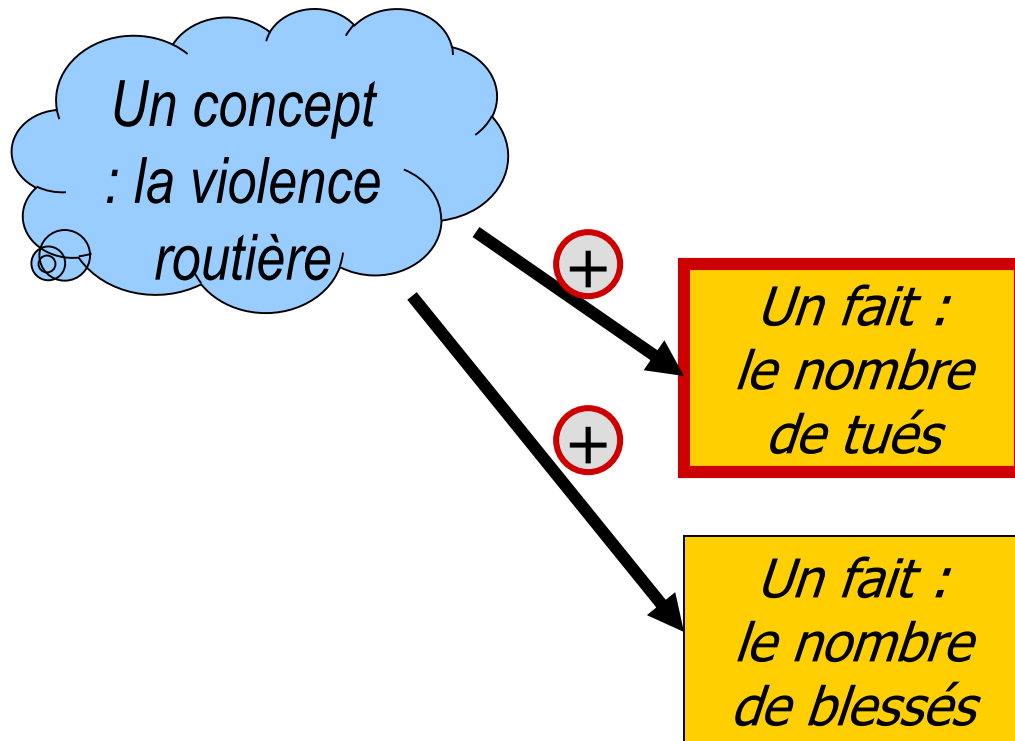 Un concept
: la violence
routière
+
Un fait :
le nombre
de tués
+
Un fait :
le nombre
de blessés